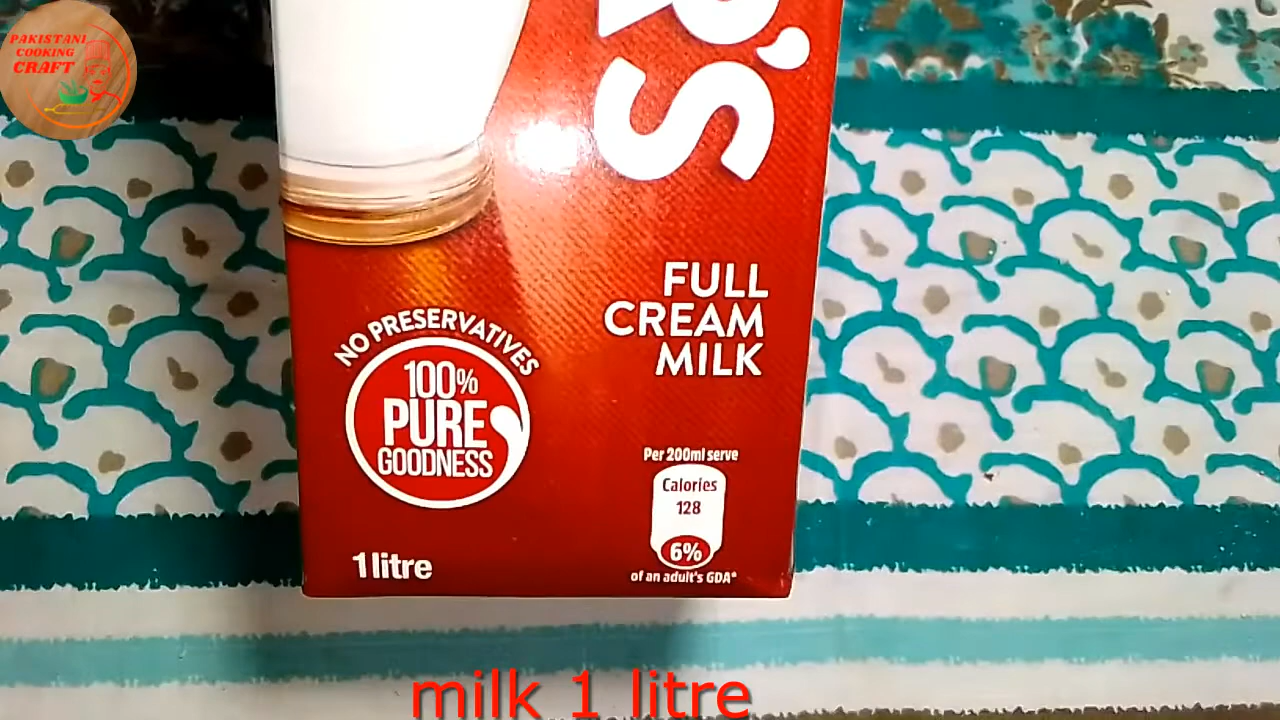 PAKISTANI
COOKING
CRAFT
FULL
CREAM
MILK
NO PRESERVATIVES
100%
PURE
GOODNESS
Per 200ml serve
Calories
128
6%
of an adult's GDA*
1 litre
milk 1 litre